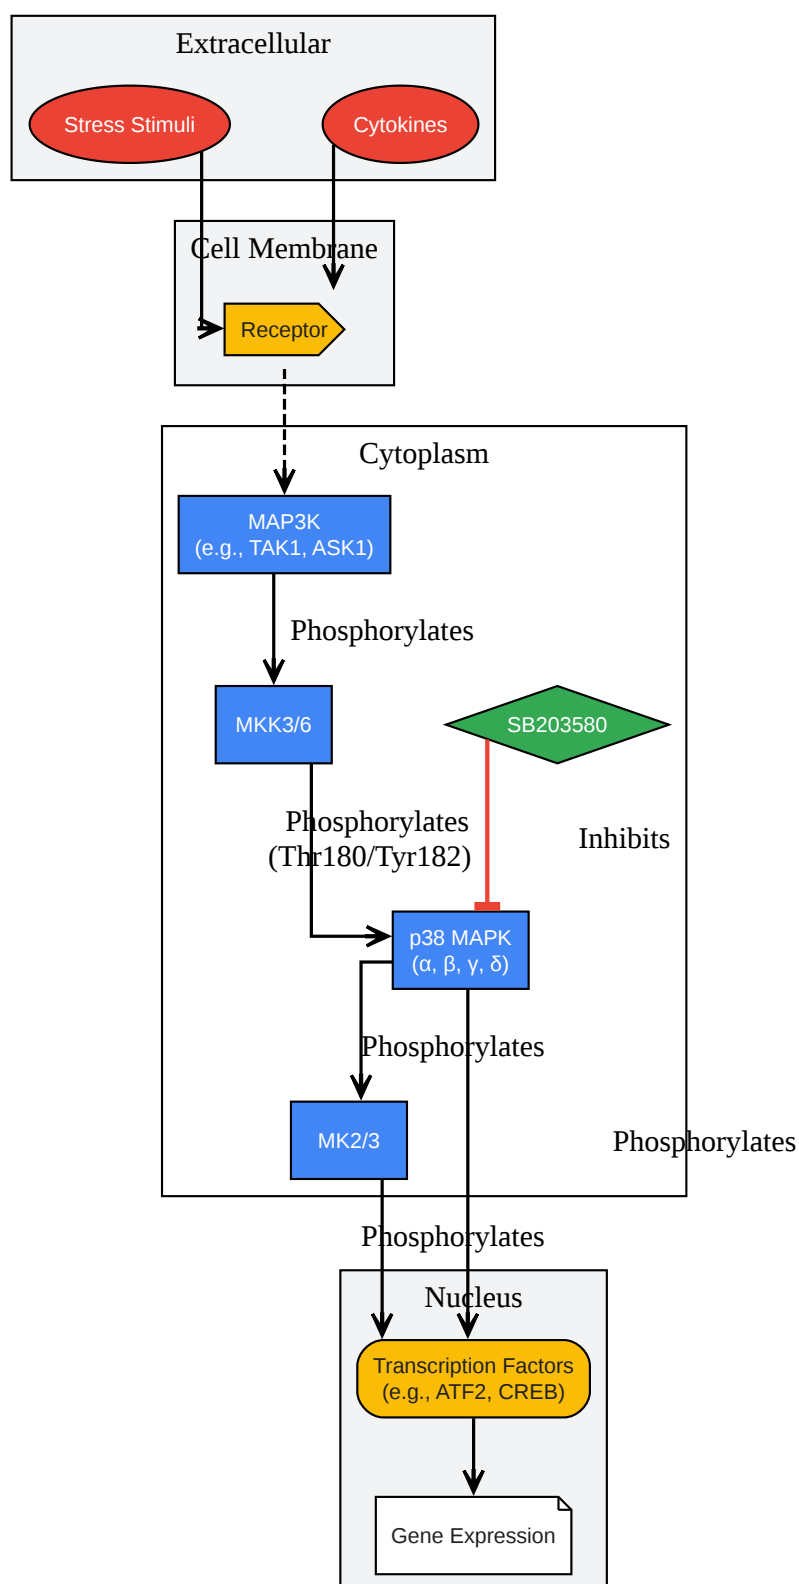 Extracellular
Stress Stimuli
Cytokines
Cell Membrane
Receptor
Cytoplasm
MAP3K
(e.g., TAK1, ASK1)
Phosphorylates
MKK3/6
SB203580
Phosphorylates
(Thr180/Tyr182)
Inhibits
p38 MAPK
(α, β, γ, δ)
Phosphorylates
MK2/3
Phosphorylates
Phosphorylates
Nucleus
Transcription Factors
(e.g., ATF2, CREB)
Gene Expression